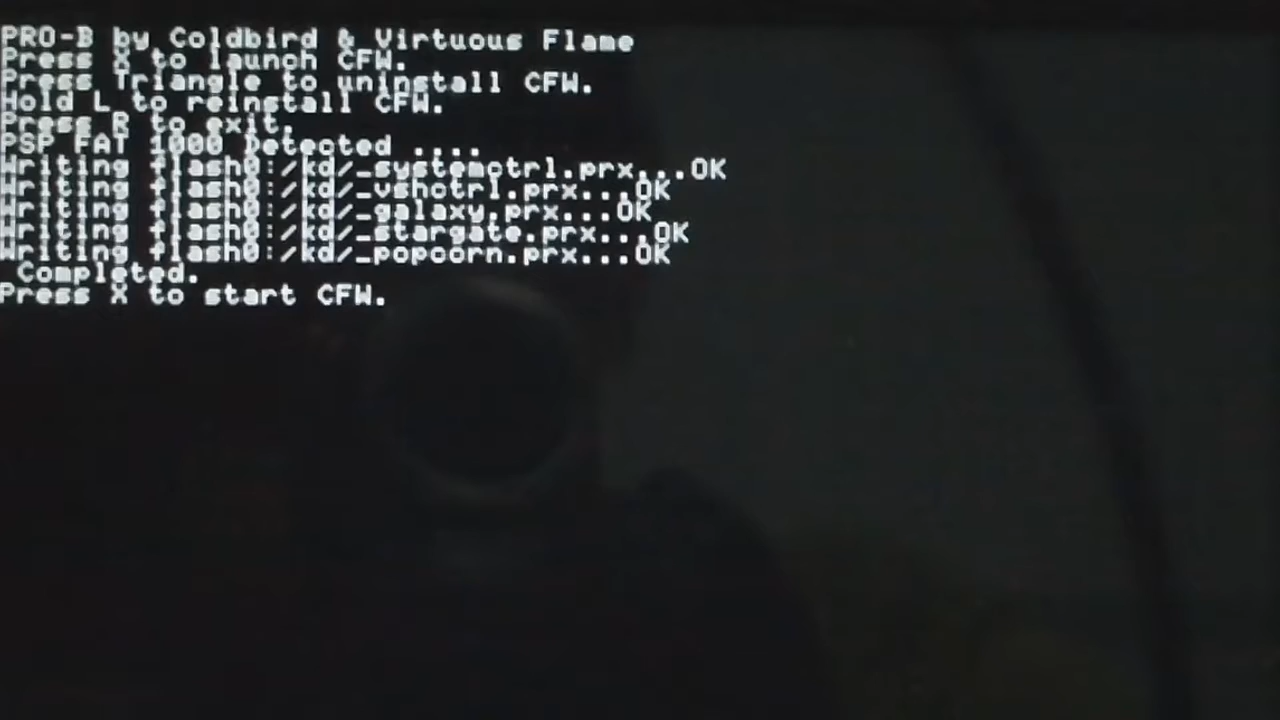 PRO-B by Coldbird & Virtuous Flame
Press X to launch CFW.
Press Triangle to uninstall CFW.
Hold L to reinstall CFW.
Press R to exit.
PSP FAT 1000 Detected ....
Writing flash0:/kd/_systemctrl.prx...OK
Writing flash0:/kd/_vshctrl.prx...OK
Writing flash0:/kd/_galaxy.prx...OK
Writing flash0:/kd/_stargate.prx...OK
Writing flash0:/kd/_popcorn.prx...OK
Completed.
Press X to start CFW.